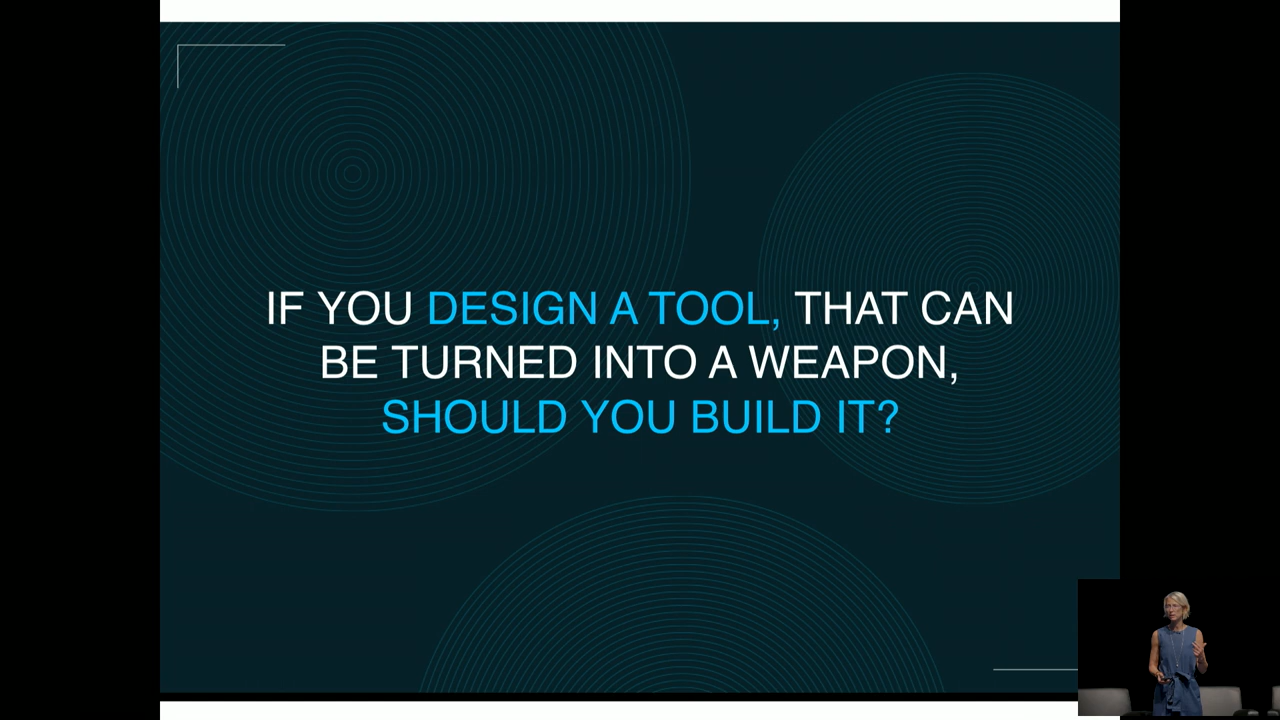 IF YOU DESIGN A TOOL, THAT CAN
BE TURNED INTO A WEAPON,
SHOULD YOU BUILD IT?